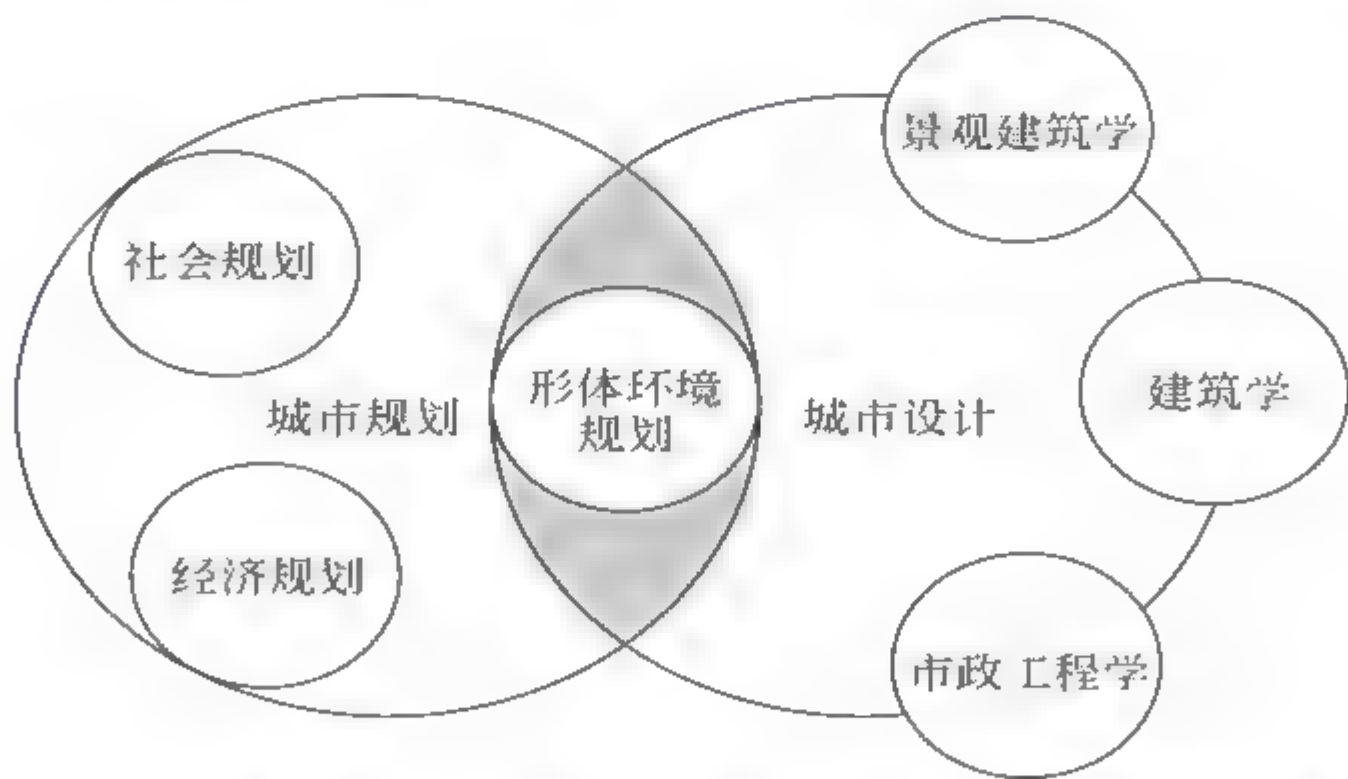 景观建筑学
社会规划
城市规划
形体环境
规划
城市设计
建筑学
经济规划
市政工程学